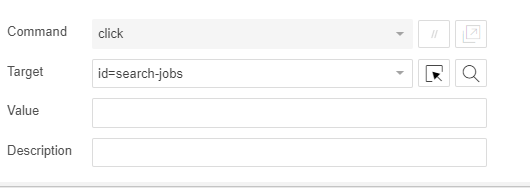 Command click //
Target id=search-jobs
Value
Description